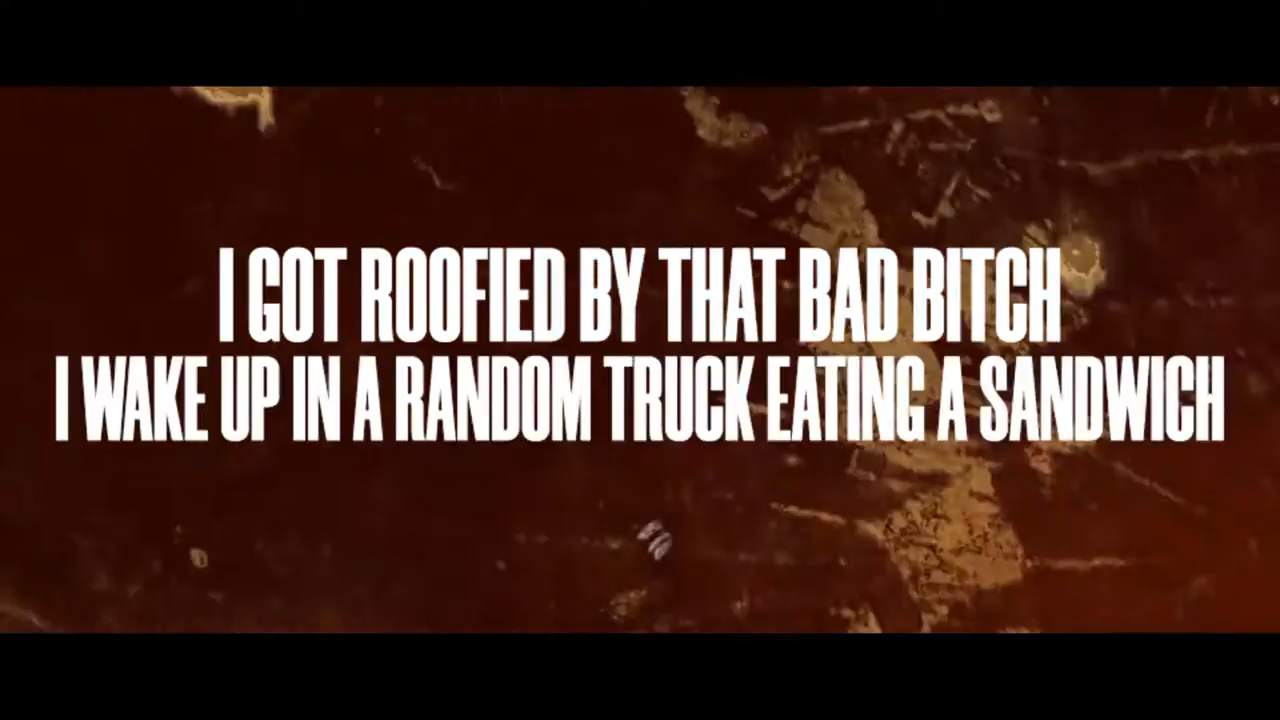 I GOT ROOFIED BY THAT BAD BITCH
I WAKE UP IN A RANDOM TRUCK EATING A SANDWICH